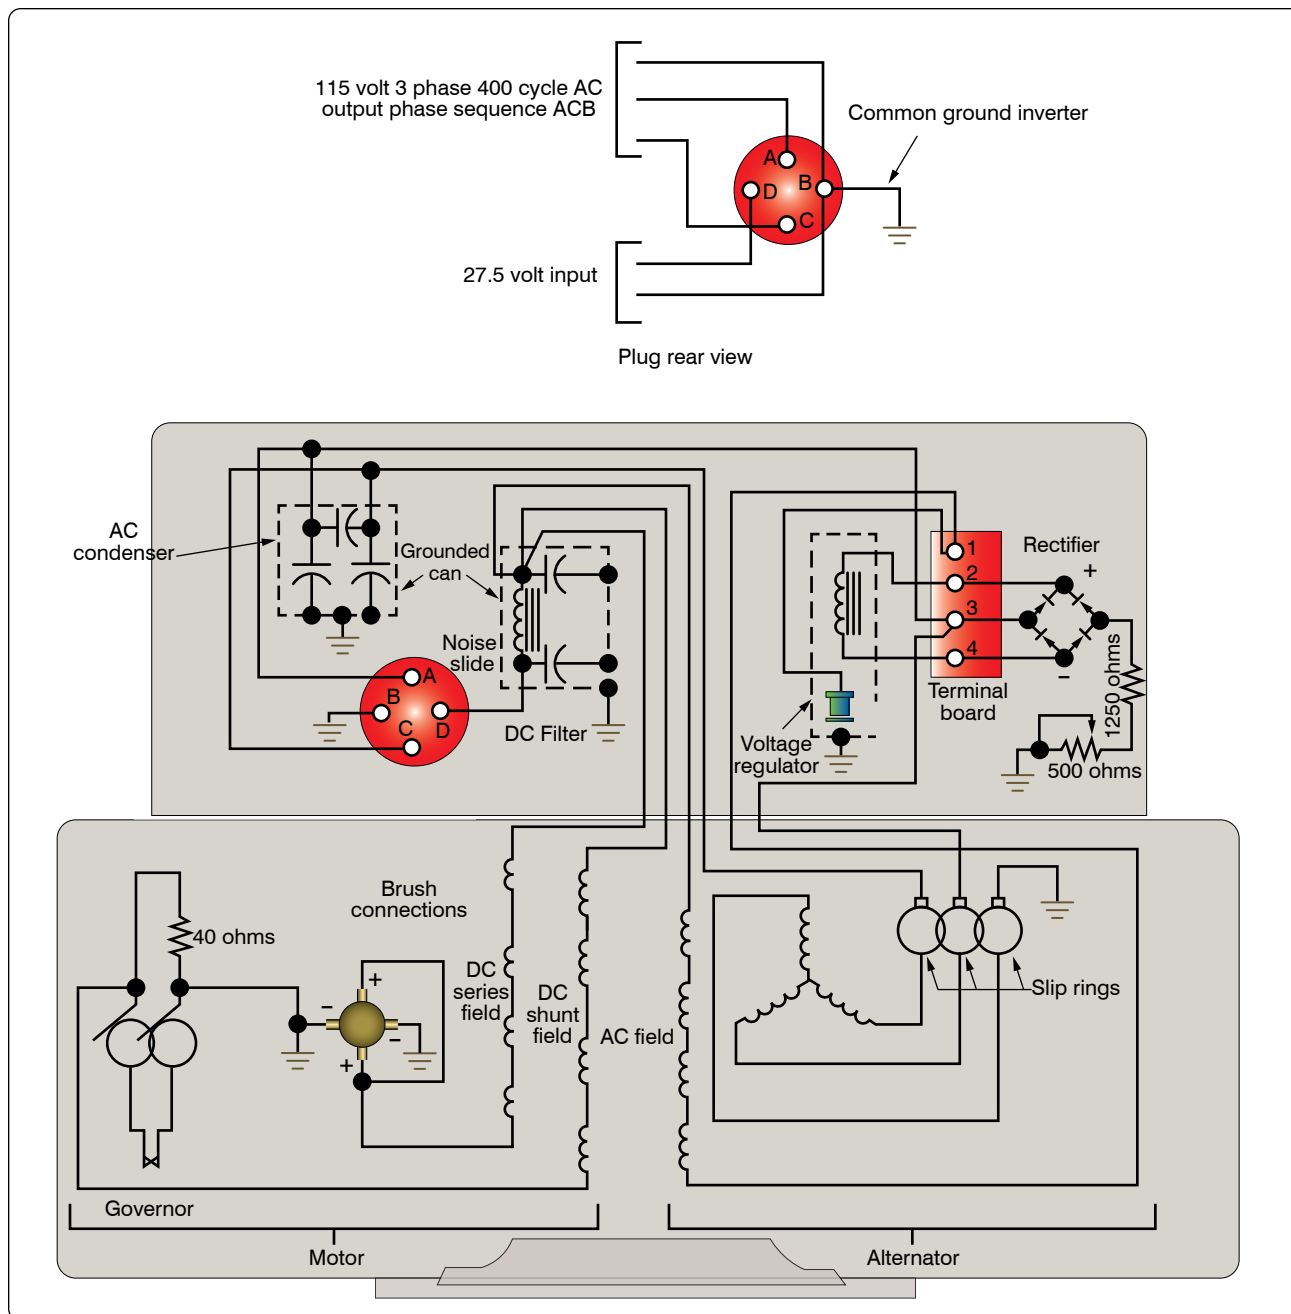 115 volt 3 phase 400 cycle AC
output phase sequence ACB
Common ground inverter
A
D
B
C
27.5 volt input
Plug rear view
AC
condenser
Grounded
can
Noise
slide
DC Filter
A
B
C
D
Voltage
regulator
1
2
3
4
Terminal
board
Rectifier
+
−
1250 ohms
500 ohms
40 ohms
Brush
connections
+
−
−
+
DC
series
field
DC
shunt
field
AC field
Slip rings
Governor
Motor
Alternator